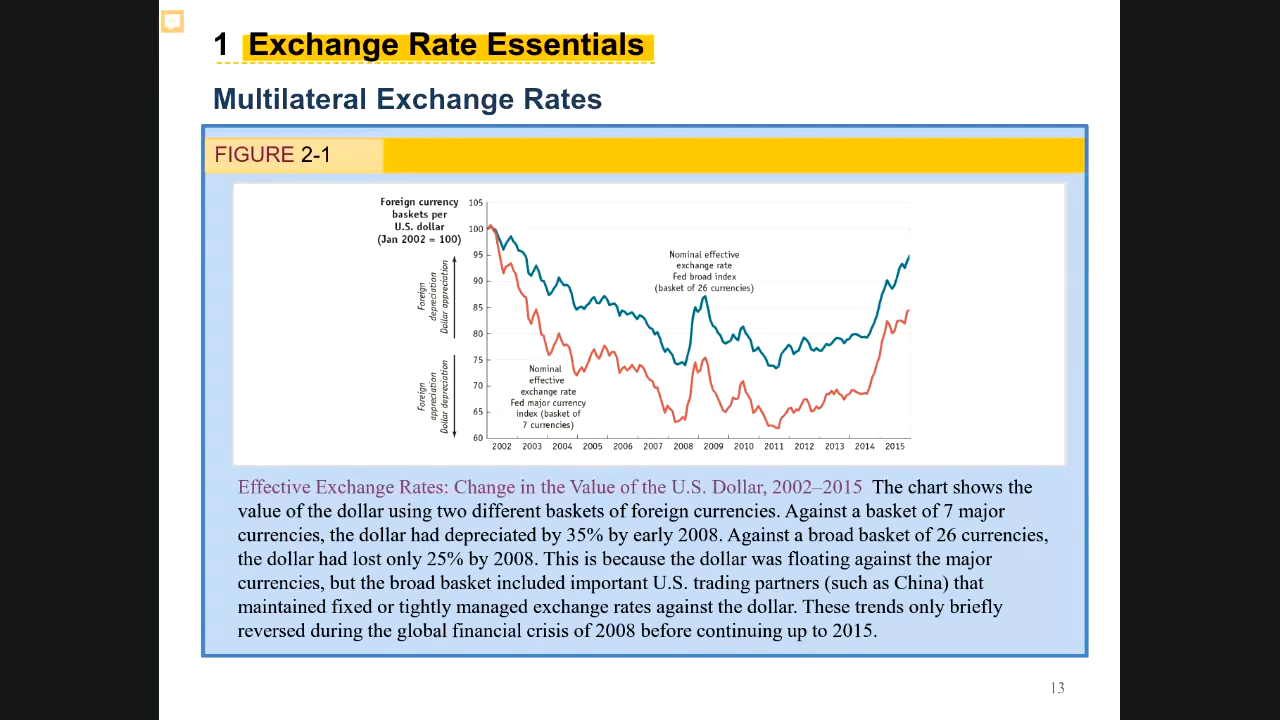 1 Exchange Rate Essentials
Multilateral Exchange Rates
FIGURE 2-1
Foreign currency
baskets per
U.S. dollar
(Jan 2002 = 100)
Foreign
depreciation
Dollar appreciation
Foreign
appreciation
Dollar depreciation
105
100
95
90
85
80
75
70
65
60
Nominal effective
exchange rate
Fed broad index
(basket of 26 currencies)
Nominal
effective
exchange rate
Fed major currency
index (basket of
7 currencies)
2002 2003 2004 2005 2006 2007 2008 2009 2010 2011 2012 2013 2014 2015
Effective Exchange Rates: Change in the Value of the U.S. Dollar, 2002–2015 The chart shows the
value of the dollar using two different baskets of foreign currencies. Against a basket of 7 major
currencies, the dollar had depreciated by 35% by early 2008. Against a broad basket of 26 currencies,
the dollar had lost only 25% by 2008. This is because the dollar was floating against the major
currencies, but the broad basket included important U.S. trading partners (such as China) that
maintained fixed or tightly managed exchange rates against the dollar. These trends only briefly
reversed during the global financial crisis of 2008 before continuing up to 2015.
13